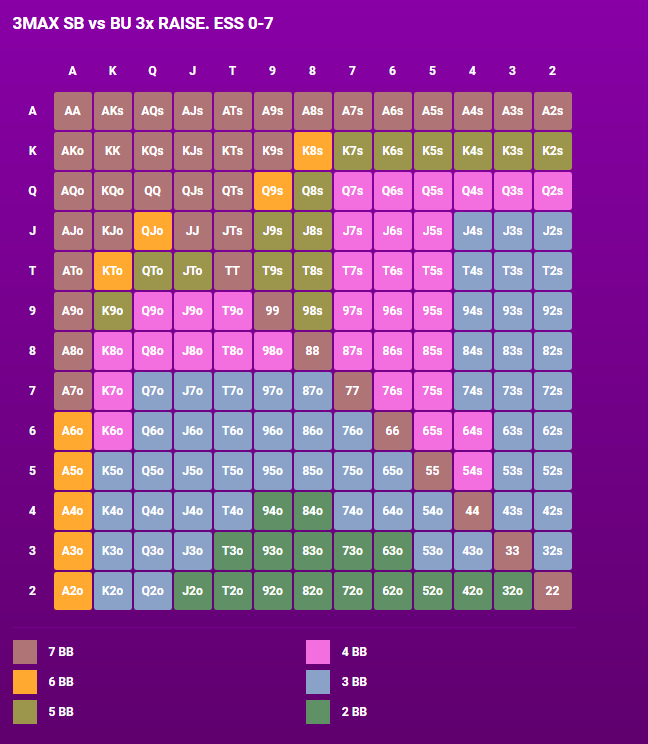 3MAX SB vs BU 3x RAISE. ESS 0-7
A K Q J T 9 8 7 6 5 4 3 2
A AA AKs AQs AJs ATs A9s A8s A7s A6s A5s A4s A3s A2s
K AKo KK KQs KJs KTs K9s K8s K7s K6s K5s K4s K3s K2s
Q AQo KQo QQ QJs QTs Q9s Q8s Q7s Q6s Q5s Q4s Q3s Q2s
J AJo KJo QJo JJ JTs J9s J8s J7s J6s J5s J4s J3s J2s
T ATo KTo QTo JTo TT T9s T8s T7s T6s T5s T4s T3s T2s
9 A9o K9o Q9o J9o T9o 99 98s 97s 96s 95s 94s 93s 92s
8 A8o K8o Q8o J8o T8o 98o 88 87s 86s 85s 84s 83s 82s
7 A7o K7o Q7o J7o T7o 97o 87o 77 76s 75s 74s 73s 72s
6 A6o K6o Q6o J6o T6o 96o 86o 76o 66 65s 64s 63s 62s
5 A5o K5o Q5o J5o T5o 95o 85o 75o 65o 55 54s 53s 52s
4 A4o K4o Q4o J4o T4o 94o 84o 74o 64o 54o 44 43s 42s
3 A3o K3o Q3o J3o T3o 93o 83o 73o 63o 53o 43o 33 32s
2 A2o K2o Q2o J2o T2o 92o 82o 72o 62o 52o 42o 32o 22
7 BB 4 BB
6 BB 3 BB
5 BB 2 BB